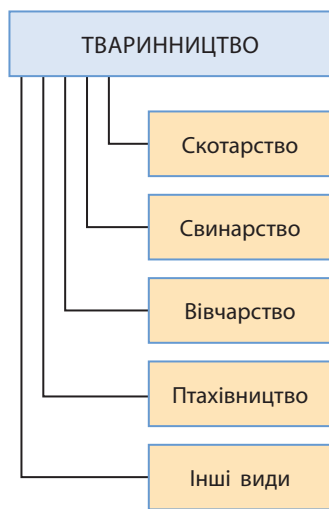 ТВАРИННИЦТВО
Скотарство
Свинарство
Вівчарство
Птахівництво
Інші види